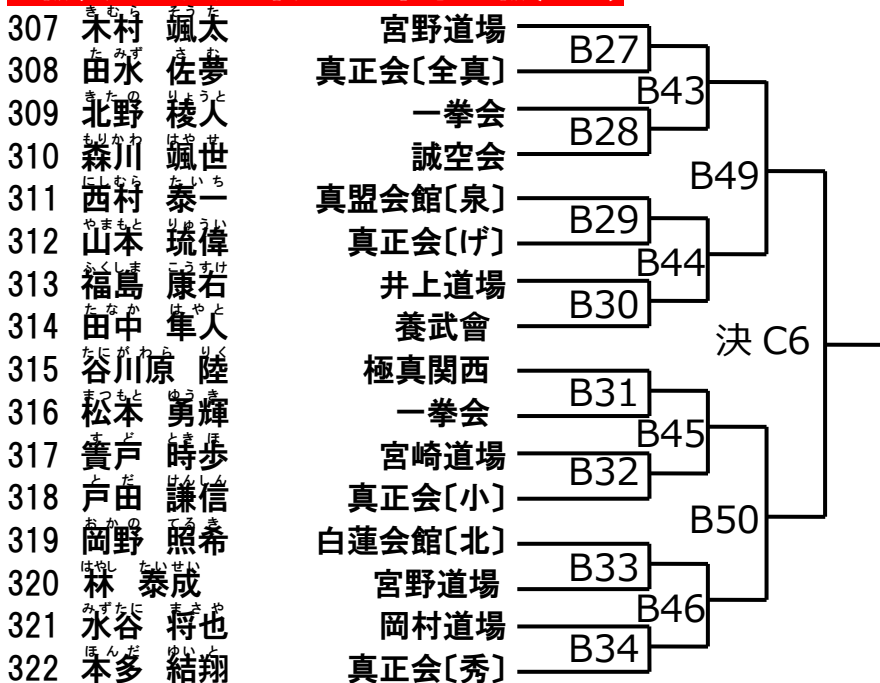 307 木村 颯太 宮野道場
308 田水 佐夢 真正会〔全真〕
309 北野 稜人 一拳会
310 森川 颯世 誠空会
311 西村 泰一 真盟会館〔泉〕
312 山本 琉偉 真正会〔げ〕
313 福島 康右 井上道場
314 田中 隼人 養武會
315 谷川原 陸 極真関西
316 松本 勇輝 一拳会
317 簀戸 時歩 宮崎道場
318 戸田 謙信 真正会〔小〕
319 岡野 照希 白蓮会館〔北〕
320 林 泰成 宮野道場
321 水谷 将也 岡村道場
322 本多 結翔 真正会〔秀〕
B27
B28
B29
B30
B31
B32
B33
B34
B43
B44
B45
B46
B49
B50
決 C6